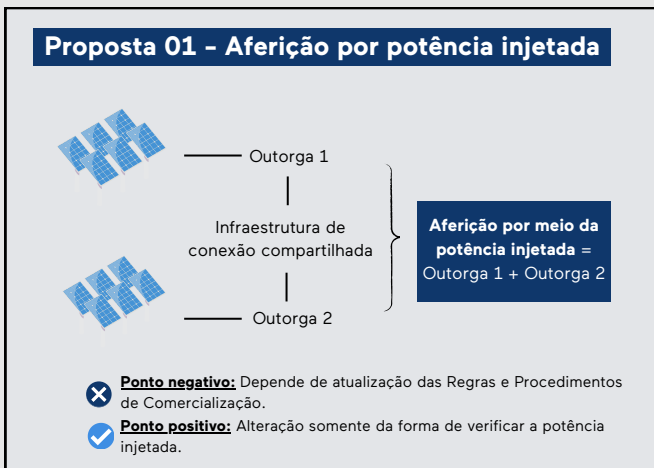 Proposta 01 - Aferição por potência injetada
Outorga 1
Infraestrutura de
conexão compartilhada
Outorga 2
Aferição por meio da
potência injetada =
Outorga 1 + Outorga 2
Ponto negativo: Depende de atualização das Regras e Procedimentos
de Comercialização.
Ponto positivo: Alteração somente da forma de verificar a potência
injetada.